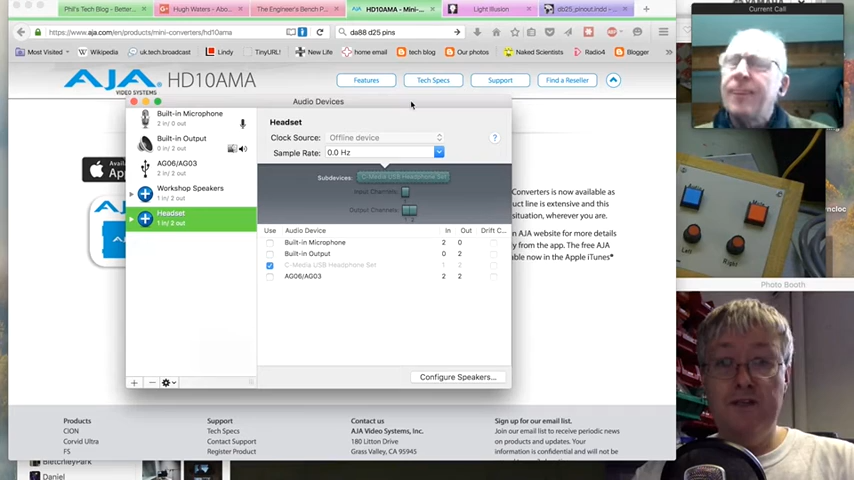 Phil's Tech Blog - Better...
Hugh Waters - Abo...
The Engineer's Bench P...
HD10AMA - Mini-...
Light Illusion
db25_pinout.indd - ...
Current Call
https://www.aja.com/en/products/mini-converters/hd10ama
da88 d25 pins
Most Visited
Wikipedia
Lindy
TinyURL!
New Life
email
tech blog
Our photos
Naked Scientists
Radio4
Blogger
AJA HD10AMA
VIDEO SYSTEMS
Features
Tech Specs
Support
Find a Reseller
Audio Devices
Built-in Microphone
2 in/ 0 out
Built-in Output
0 in/ 2 out
AG06/AG03
2 in/ 2 out
Workshop Speakers
1 in/ 2 out
Headset
1 in/ 2 out
Headset
Clock Source: Offline device
Sample Rate: 0.0 Hz
?
Subdevices: C-Media USB Headphone Set
Input Channels
Output Channels
Use Audio Device In Out Drift C...
Built-in Microphone 2 0
Built-in Output 0 2
C-Media USB Headphone Set 1 2
AG06/AG03 2 2
Configure Speakers...
Converters is now available as
duct line is extensive and this
situation, wherever you are.
n AJA website for more details
y from the app. The free AJA
able now in the Apple iTunes®
Audio
Main
Left
Right
Photo Booth
Products
CION
Corvid Ultra
FS
Support
Tech Specs
Contact Support
Register Product
Contact us
AJA Video Systems, Inc.
180 Litton Drive
Grass Valley, CA 95945
Sign up for our email list.
Join our email list to receive periodic news
on products and updates. Your
information is confidential and will not be
BletchleyPark
Daniel